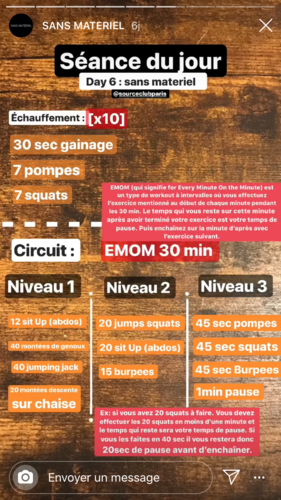 SANS MATERIEL 6j
Séance du jour
Day 6 : sans materiel
@sourceclubparis
Échauffement : [x10]
30 sec gainage
7 pompes
7 squats
EMOM (qui signifie for Every Minute On the Minute) est
un type de workout à intervalles où vous effectuez
l'exercice mentionné au début de chaque minute pendant
les 30 min. Le temps qui vous reste sur cette minute
après avoir terminé votre exercice est votre temps de
pause. Puis enchaînez sur la minute d'après avec
l'exercice suivant.
Circuit : EMOM 30 min
Niveau 1
12 sit Up (abdos)
40 montées de genoux
40 jumping jack
20 montées descente
sur chaise
Niveau 2
20 jumps squats
20 sit Up (abdos)
15 burpees
Niveau 3
45 sec pompes
45 sec squats
45 sec Burpees
1min pause
Ex: si vous avez 20 squats à faire. Vous devez
effectuer les 20 squats en moins d'une minute et
le temps qui reste sera votre temps de pause. Si
vous les faites en 40 sec il vous restera donc
20sec de pause avant d'enchaîner.
Envoyer un message